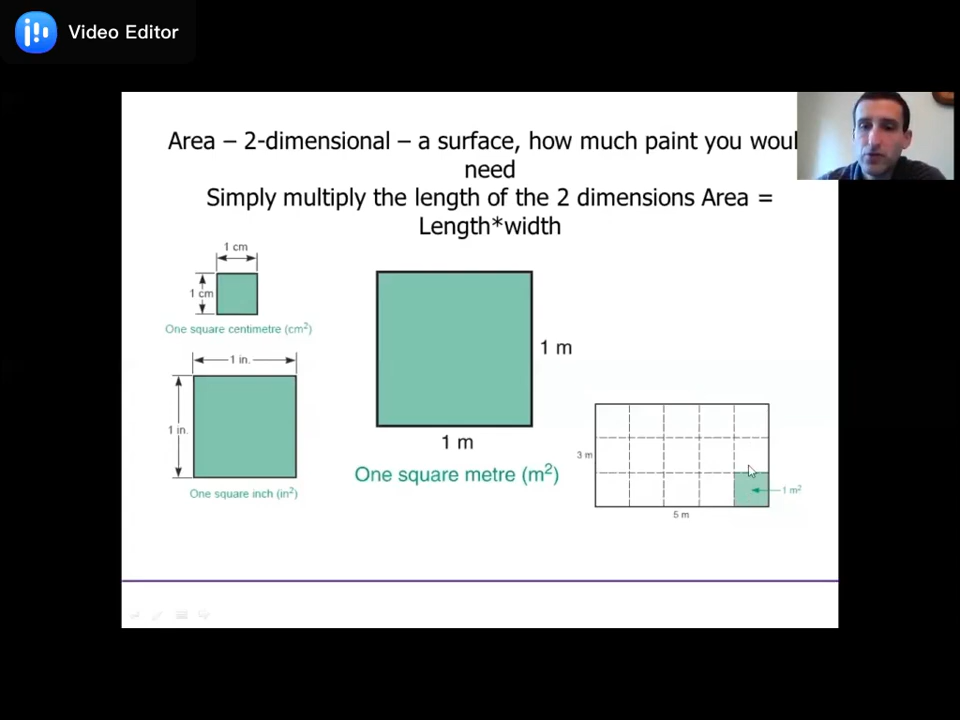 Video Editor
Area – 2-dimensional – a surface, how much paint you woul
need
Simply multiply the length of the 2 dimensions Area =
Length*width
1 cm
1 cm
One square centimetre (cm²)
1 in.
1 in.
One square inch (in²)
1 m
1 m
One square metre (m²)
3 m
1 m²
5 m